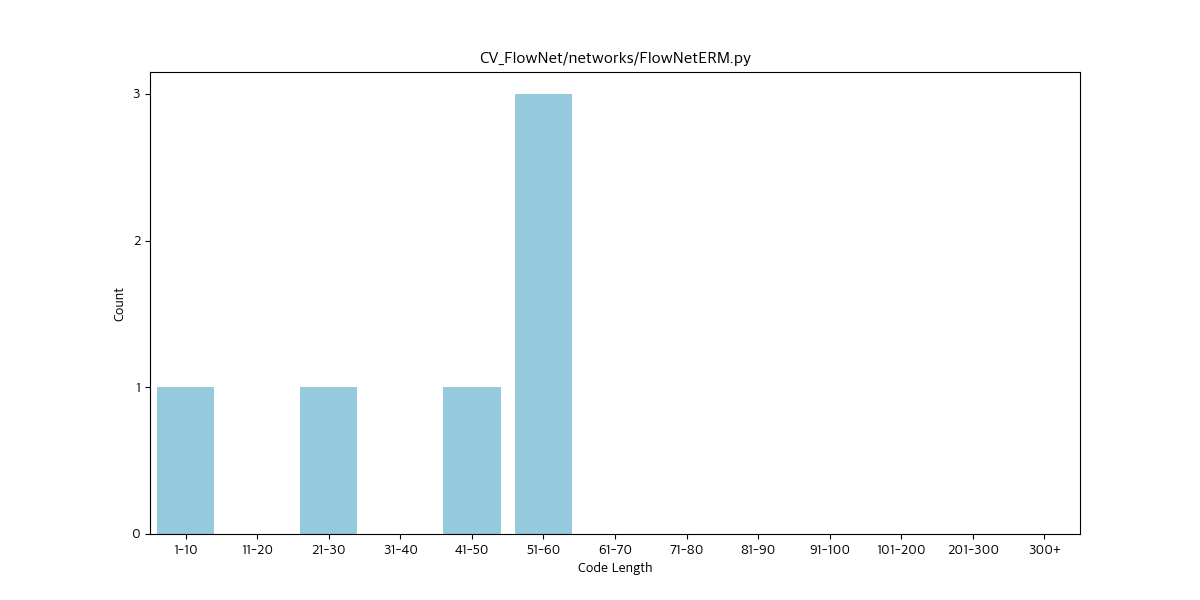 CV_FlowNet/networks/FlowNetERM.py
3
2
1
0
Count
1-10 11-20 21-30 31-40 41-50 51-60 61-70 71-80 81-90 91-100 101-200 201-300 300+
Code Length